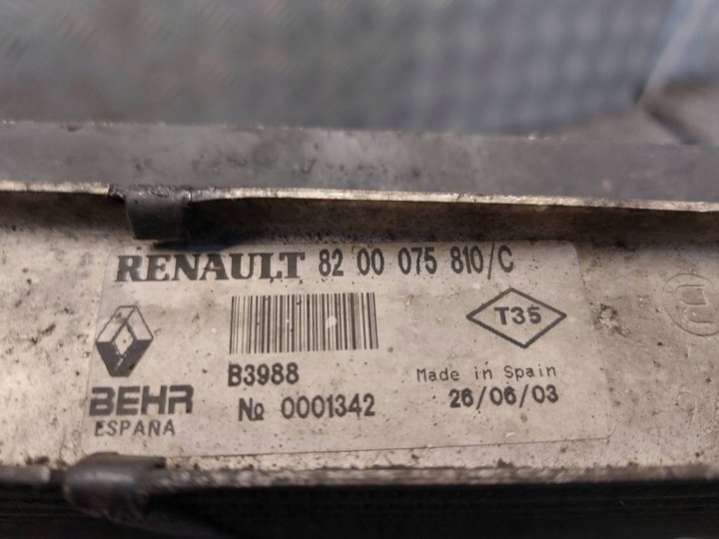 RENAULT 82 00 075 810/C
T35
B3988
Made in Spain
BEHR
№ 0001342
26/06/03
ESPAÑA